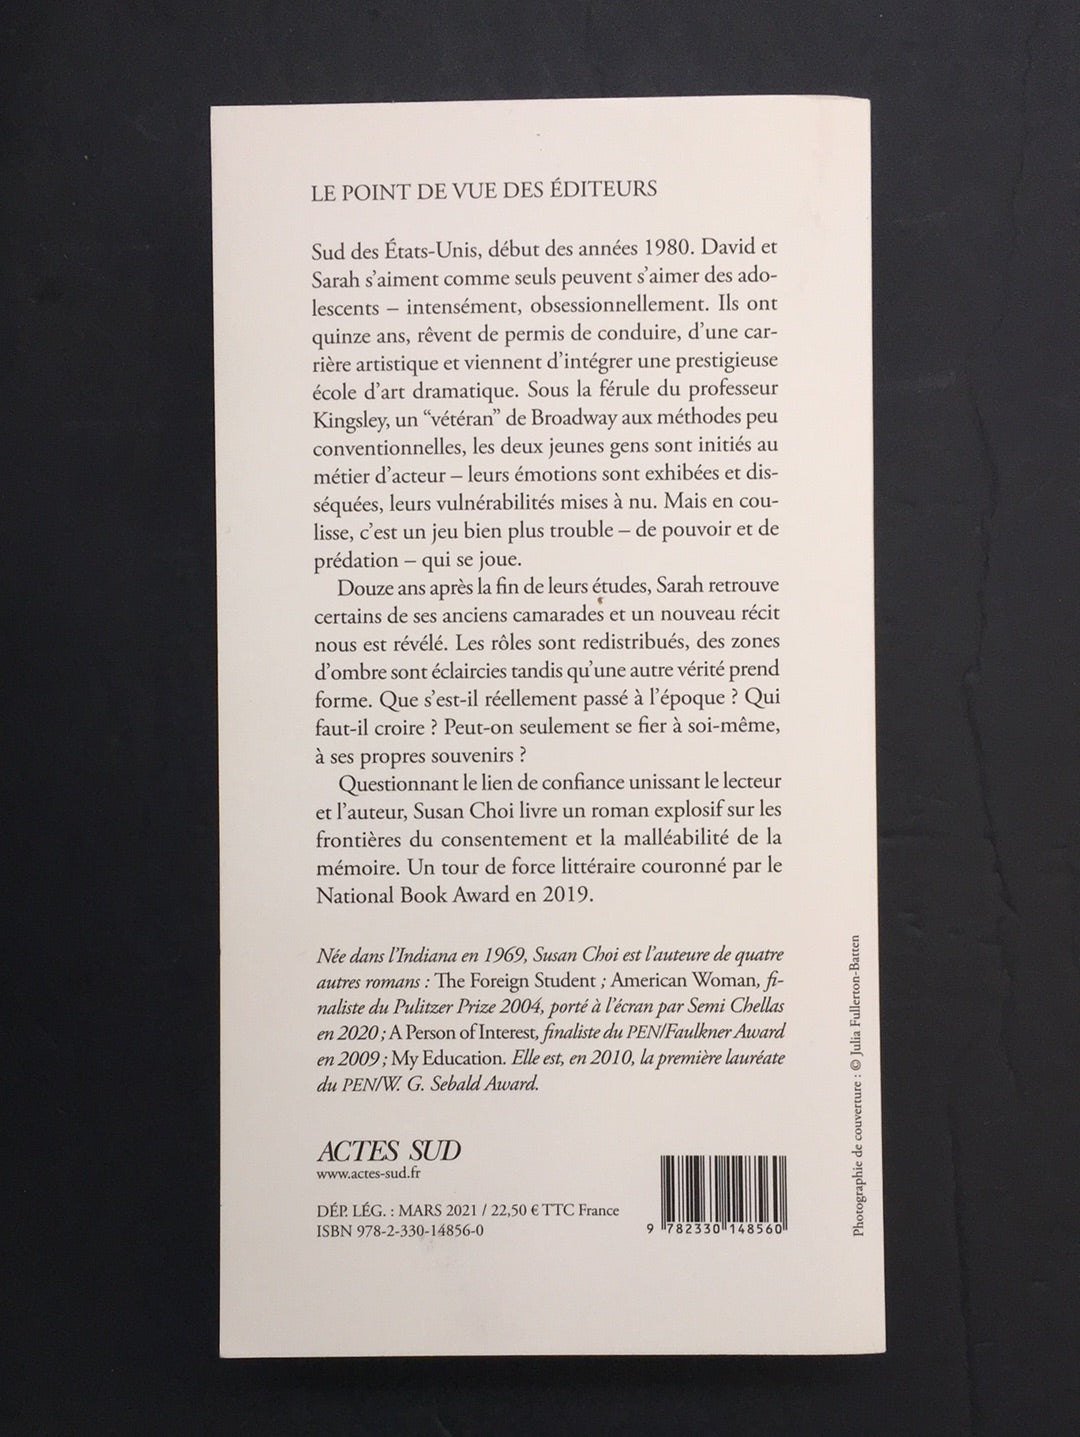 LE POINT DE VUE DES ÉDITEURS
Sud des États-Unis, début des années 1980. David et
Sarah s’aiment comme seuls peuvent s’aimer des ado-
lescents – intensément, obsessionnellement. Ils ont
quinze ans, rêvent de permis de conduire, d’une car-
rière artistique et viennent d’intégrer une prestigieuse
école d’art dramatique. Sous la férule du professeur
Kingsley, un “vétéran” de Broadway aux méthodes peu
conventionnelles, les deux jeunes gens sont initiés au
métier d’acteur – leurs émotions sont exhibées et dis-
séquées, leurs vulnérabilités mises à nu. Mais en cou-
lisse, c’est un jeu bien plus trouble – de pouvoir et de
prédation – qui se joue.
Douze ans après la fin de leurs études, Sarah retrouve
certains de ses anciens camarades et un nouveau récit
nous est révélé. Les rôles sont redistribués, des zones
d’ombre sont éclaircies tandis qu’une autre vérité prend
forme. Que s’est-il réellement passé à l’époque ? Qui
faut-il croire ? Peut-on seulement se fier à soi-même,
à ses propres souvenirs ?
Questionnant le lien de confiance unissant le lecteur
et l’auteur, Susan Choi livre un roman explosif sur les
frontières du consentement et la malléabilité de la
mémoire. Un tour de force littéraire couronné par le
National Book Award en 2019.
Née dans l’Indiana en 1969, Susan Choi est l’auteure de quatre
autres romans : The Foreign Student ; American Woman, fi-
naliste du Pulitzer Prize 2004, porté à l’écran par Semi Chellas
en 2020 ; A Person of Interest, finaliste du PEN/Faulkner Award
en 2009 ; My Education. Elle est, en 2010, la première lauréate
du PEN/W. G. Sebald Award.
ACTES SUD
www.actes-sud.fr
DÉP. LÉG. : MARS 2021 / 22,50 € TTC France
ISBN 978-2-330-14856-0
9 782330 148560
Photographie de couverture : © Julia Fullerton-Batten